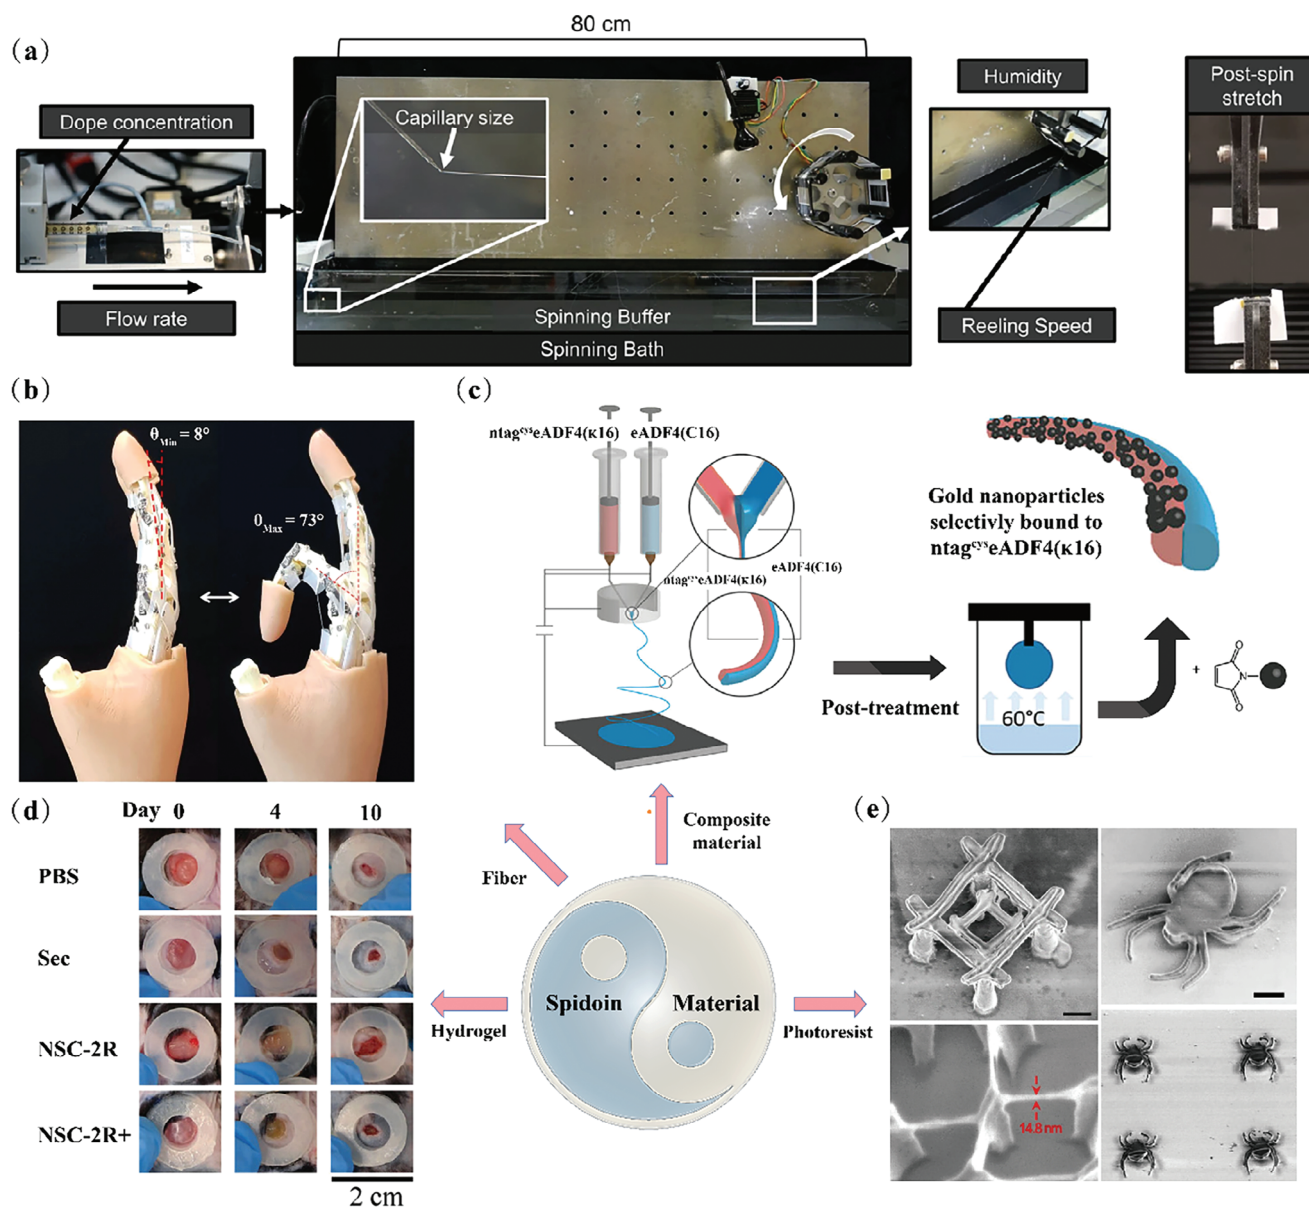 80 cm
(a)
Dope concentration
Flow rate
Capillary size
Spinning Buffer
Spinning Bath
Humidity
Reeling Speed
Post-spin
stretch
(b)
θMin = 8°
θMax = 73°
(c)
ntagcyseADF4(κ16) eADF4(C16)
ntagcyseADF4(κ16)
eADF4(C16)
Gold nanoparticles
selectivly bound to
ntagcyseADF4(κ16)
Post-treatment
60°C
+
O
N
O
(d)
Day 0 4 10
PBS
Sec
NSC-2R
NSC-2R+
2 cm
Composite
material
Fiber
Hydrogel
Spidoin
Material
Photoresist
(e)
14.8 nm